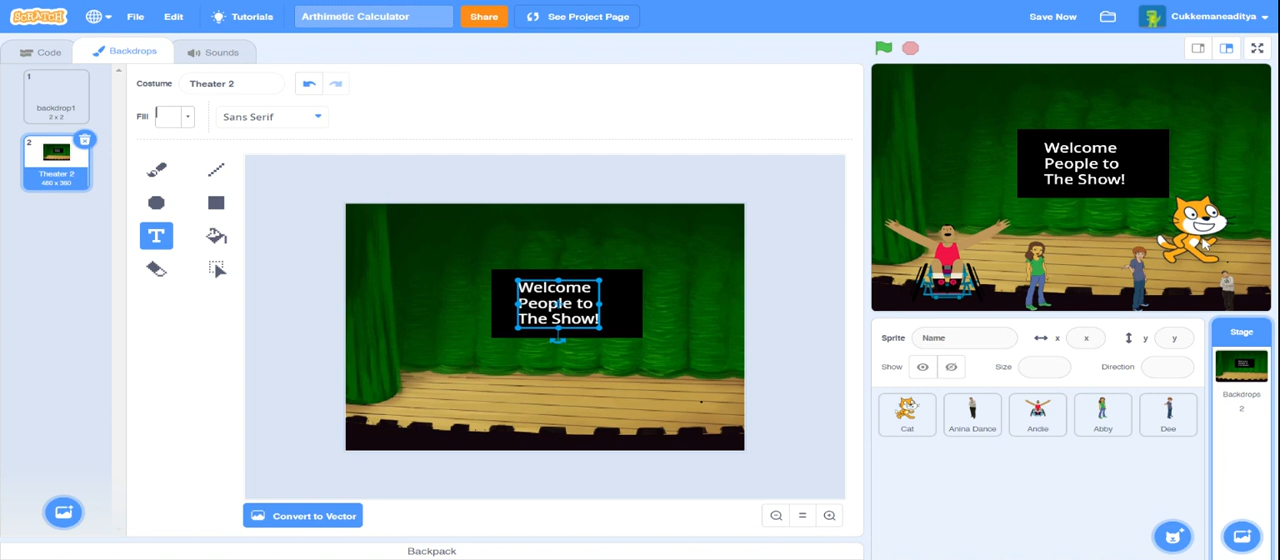 SCRATCH
File
Edit
Tutorials
Arthimetic Calculator
Share
See Project Page
Save Now
Cukkemaneaditya
Code
Backdrops
Sounds
1
backdrop1
2 x 2
2
Theater 2
480 x 360
Costume
Theater 2
Fill
Sans Serif
T
Welcome
People to
The Show!
Convert to Vector
Backpack
Welcome
People to
The Show!
Sprite
Name
x
x
y
y
Show
Size
Direction
Cat
Anina Dance
Andie
Abby
Dee
Stage
Backdrops
2